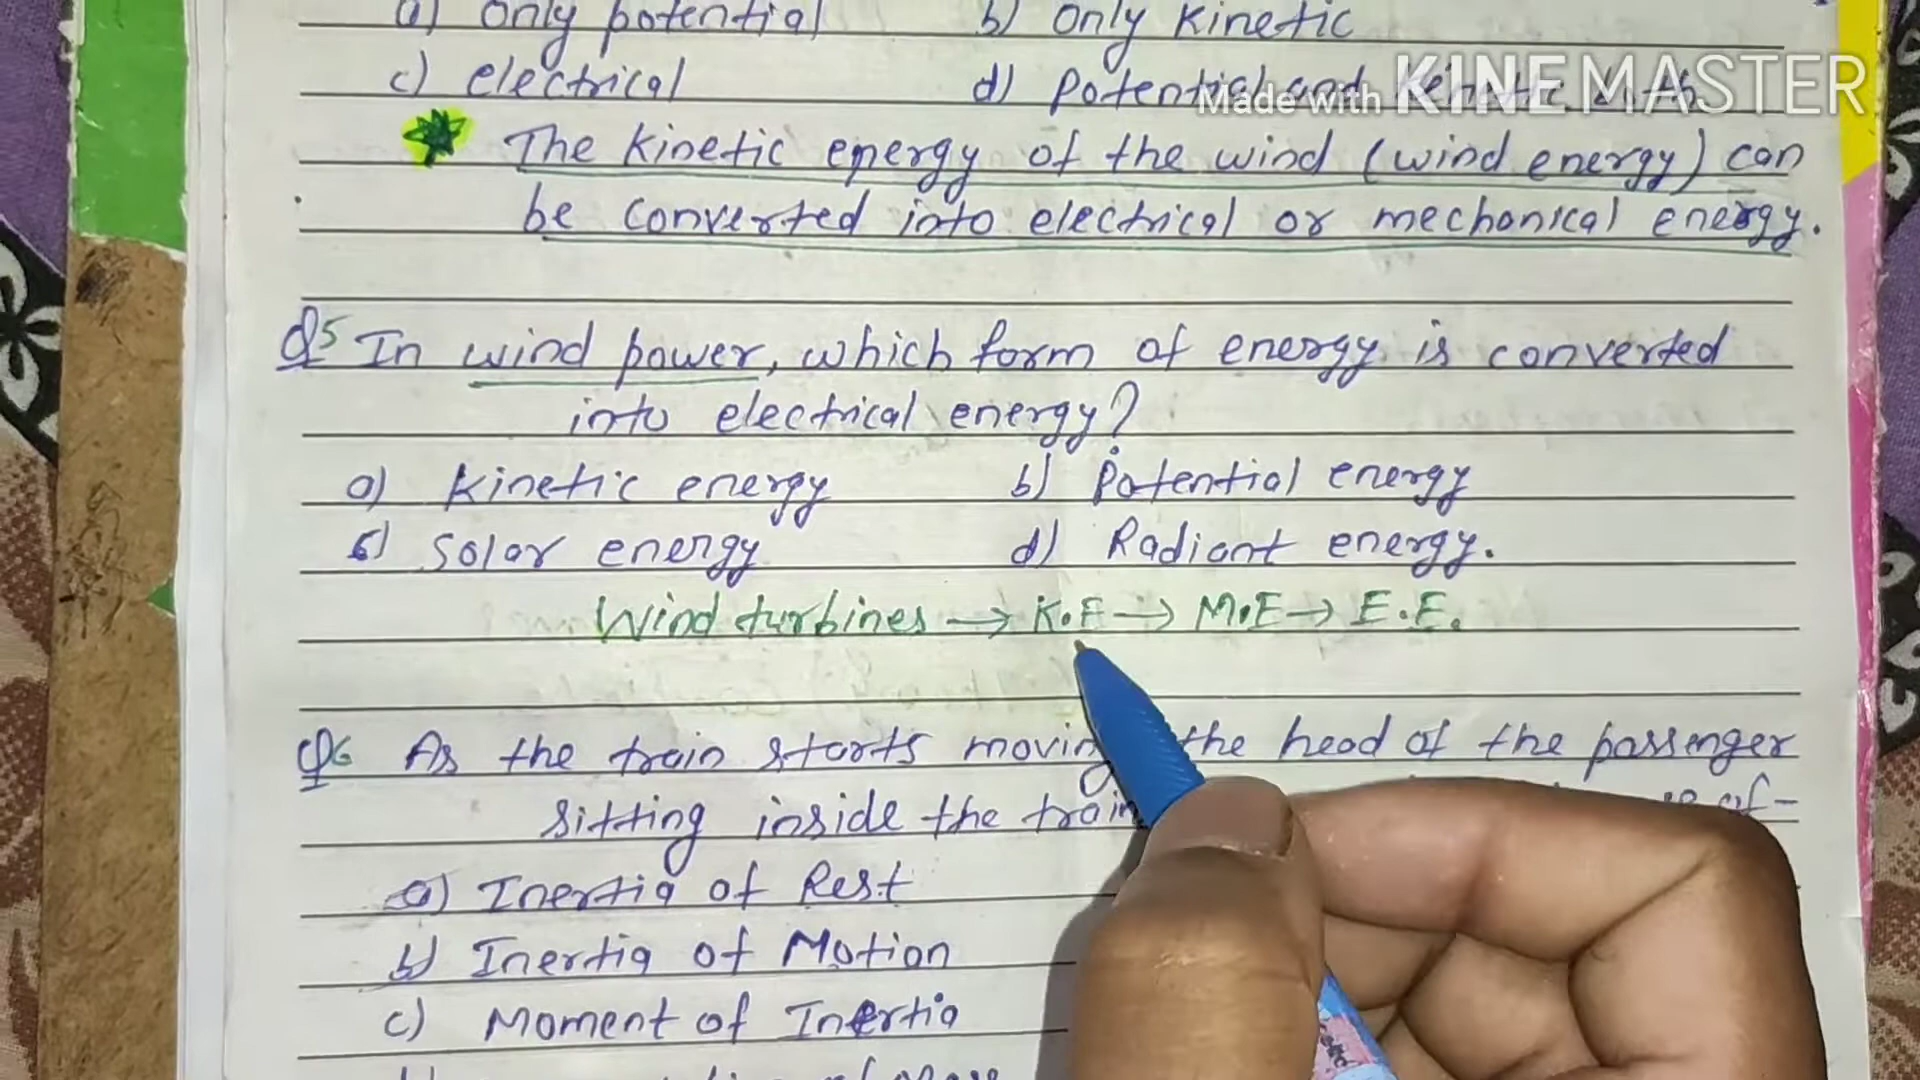 a) only potential b) only kinetic
c) electrical d) Potential and kinetic both
Made with KINEMASTER
The kinetic energy of the wind (wind energy) can
be converted into electrical or mechanical energy.
Q5 In wind power, which form of energy is converted
into electrical energy?
a) kinetic energy b) Potential energy
c) solar energy d) Radiant energy.
Wind turbines → K.E → M.E → E.E.
Q6 As the train starts moving the head of the passenger
sitting inside the train of-
a) Inertia of Rest
b) Inertia of Motion
c) Moment of Inertia